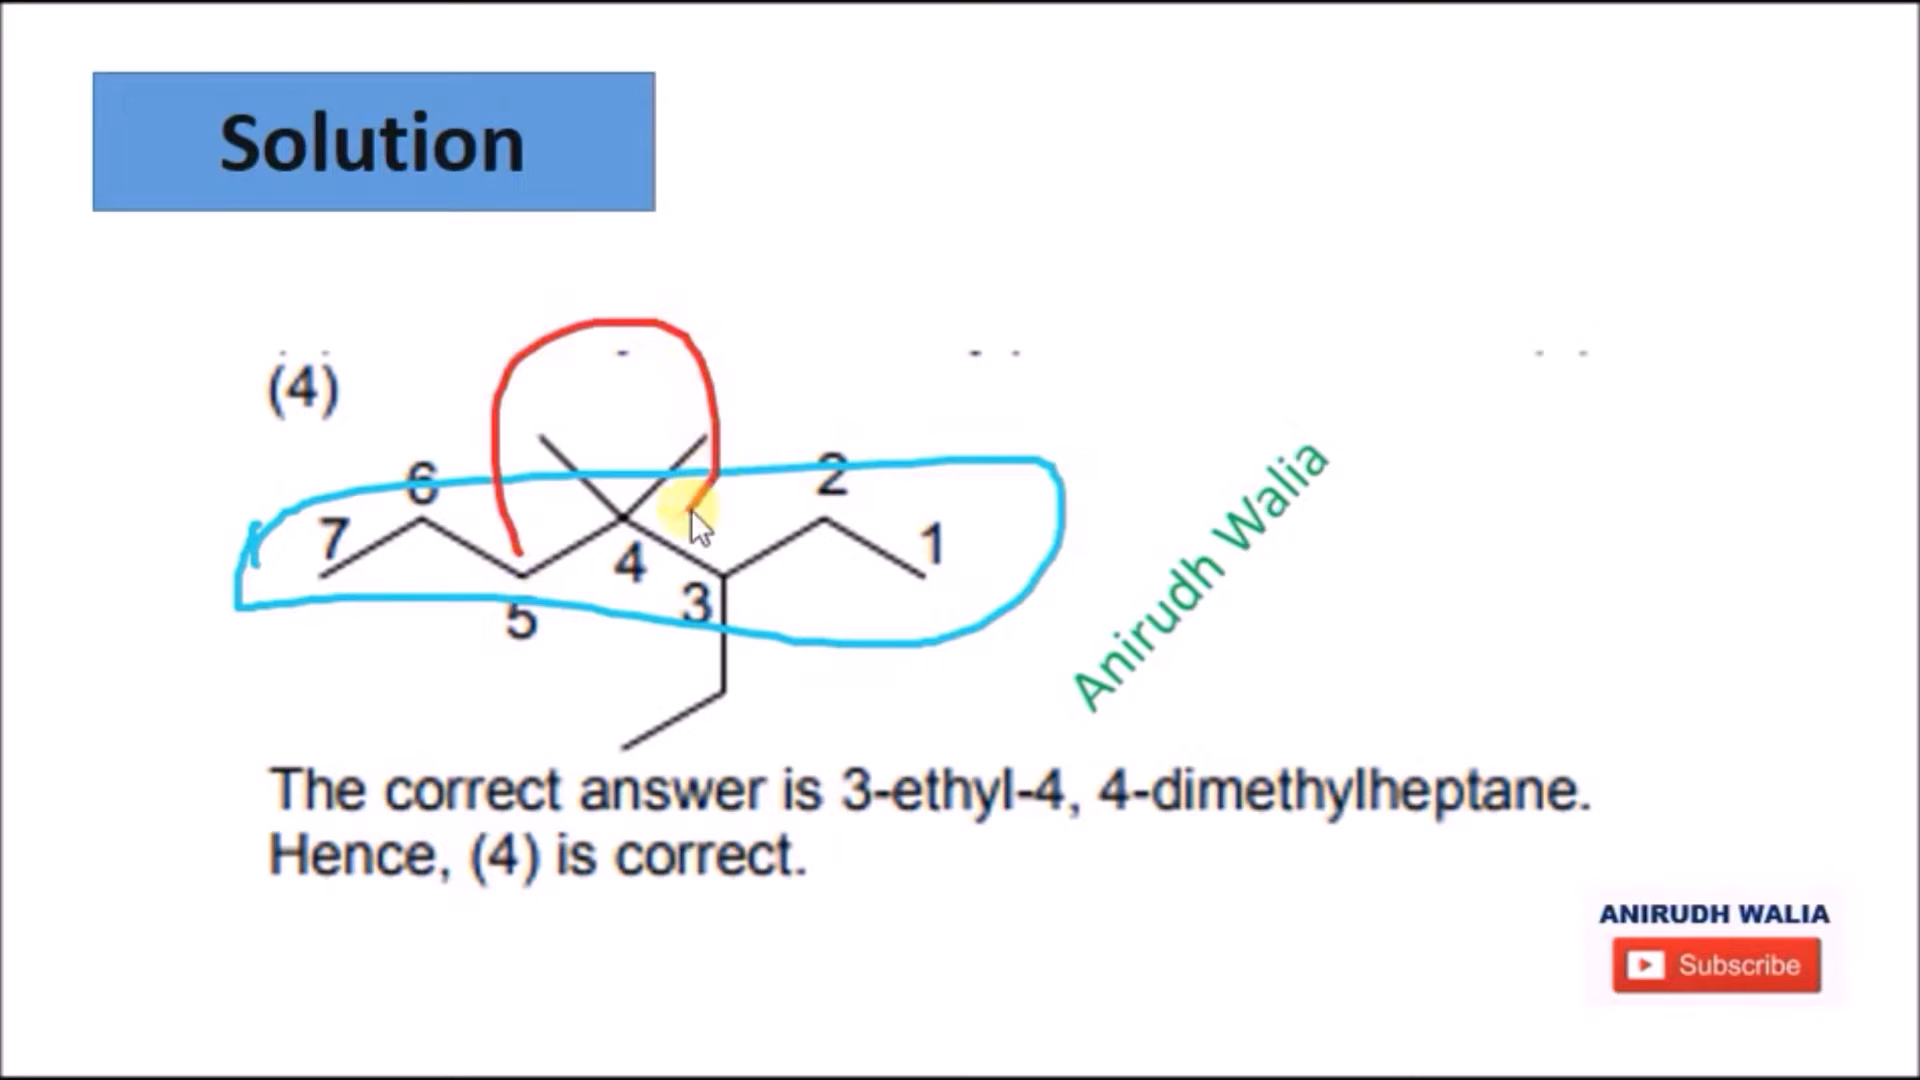 Solution
(4)
6
2
7
1
4
3
5
Anirudh Walia
The correct answer is 3-ethyl-4, 4-dimethylheptane.
Hence, (4) is correct.
ANIRUDH WALIA
Subscribe